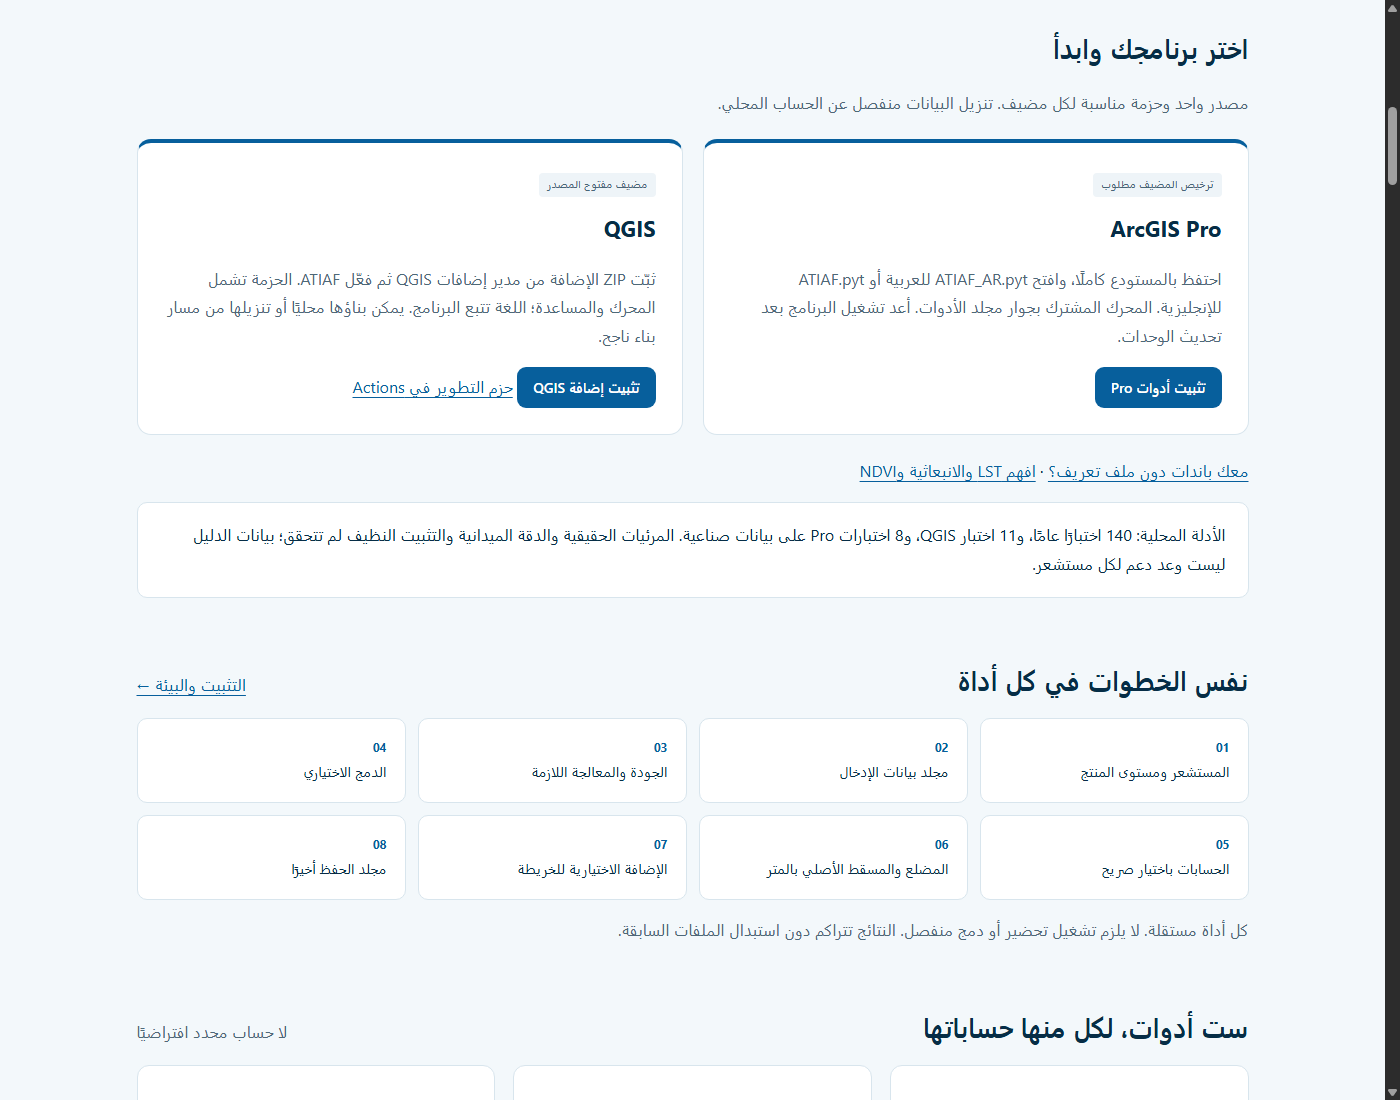 اختر برنامجك وابدأ
مصدر واحد وحزمة مناسبة لكل مضيف. تنزيل البيانات منفصل عن الحساب المحلي.
ترخيص المضيف مطلوب
ArcGIS Pro
احتفظ بالمستودع كاملًا، وافتح ATIAF_AR.pyt للعربية أو ATIAF.pyt
للإنجليزية. المحرك المشترك بجوار مجلد الأدوات. أعد تشغيل البرنامج بعد
تحديث الوحدات.
تثبيت أدوات Pro
مضيف مفتوح المصدر
QGIS
ثبّت ZIP الإضافة من مدير إضافات QGIS ثم فعّل ATIAF. الحزمة تشمل
المحرك والمساعدة؛ اللغة تتبع البرنامج. يمكن بناؤها محليًا أو تنزيلها من مسار
بناء ناجح.
تثبيت إضافة QGIS حزم التطوير في Actions
معك باندات دون ملف تعريف؟ · افهم LST والانبعاثية وNDVI
الأدلة المحلية: 140 اختبارًا عامًا، و11 اختبار QGIS، و8 اختبارات Pro على بيانات صناعية. المرئيات الحقيقية والدقة الميدانية والتثبيت النظيف لم تتحقق؛ بيانات الدليل
ليست وعد دعم لكل مستشعر.
نفس الخطوات في كل أداة
التثبيت والبيئة ←
01
المستشعر ومستوى المنتج
02
مجلد بيانات الإدخال
03
الجودة والمعالجة اللازمة
04
الدمج الاختياري
05
الحسابات باختيار صريح
06
المضلع والمسقط الأصلي بالمتر
07
الإضافة الاختيارية للخريطة
08
مجلد الحفظ أخيرًا
كل أداة مستقلة. لا يلزم تشغيل تحضير أو دمج منفصل. النتائج تتراكم دون استبدال الملفات السابقة.
ست أدوات، لكل منها حساباتها
لا حساب محدد افتراضيًا